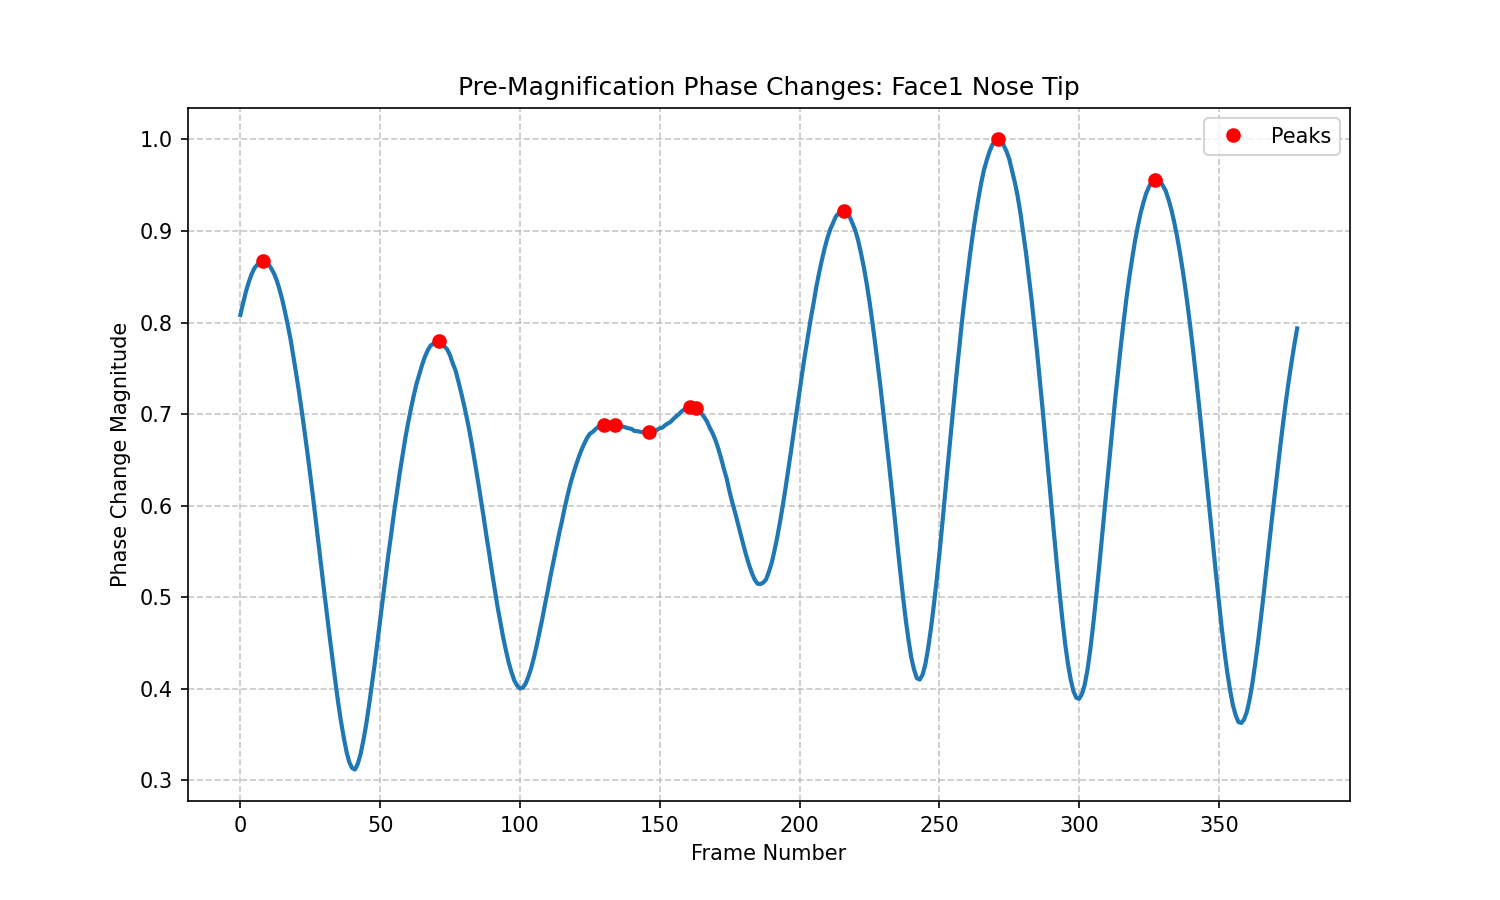 Pre-Magnification Phase Changes: Face1 Nose Tip
Peaks
1.0
0.9
0.8
0.7
0.6
0.5
0.4
0.3
Phase Change Magnitude
0 50 100 150 200 250 300 350
Frame Number